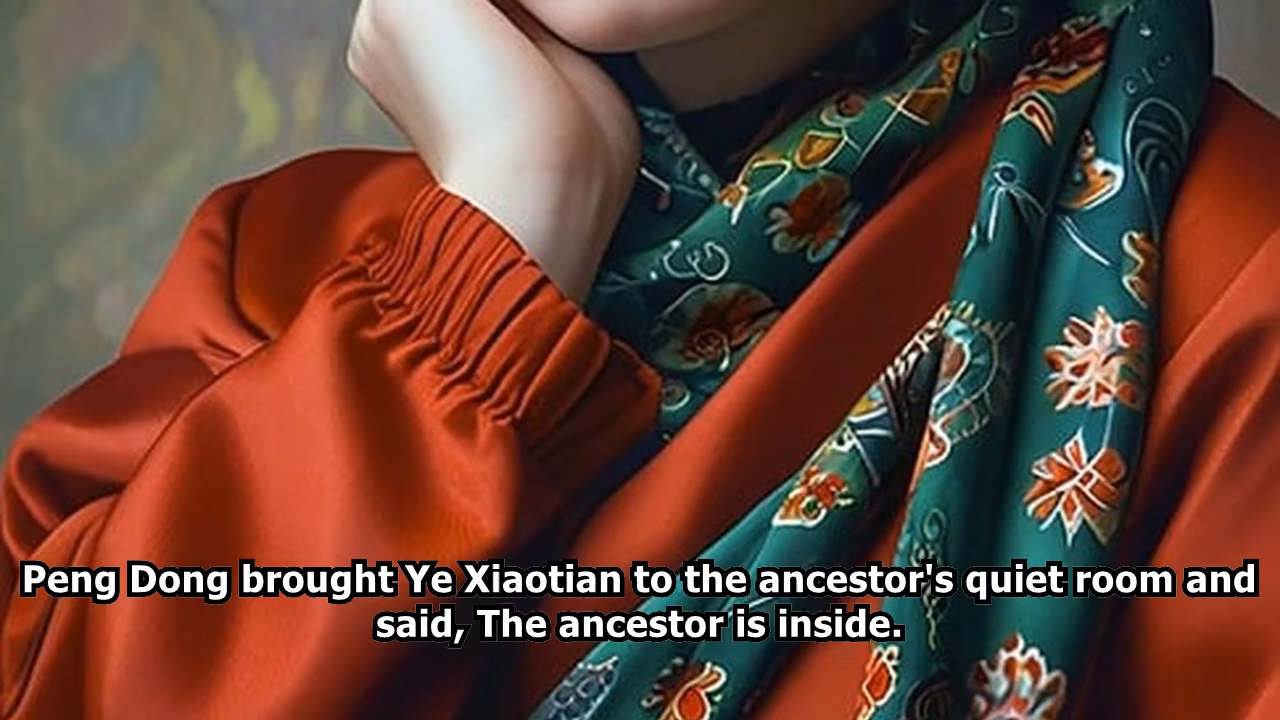 Peng Dong brought Ye Xiaotian to the ancestor's quiet room and
said, The ancestor is inside.